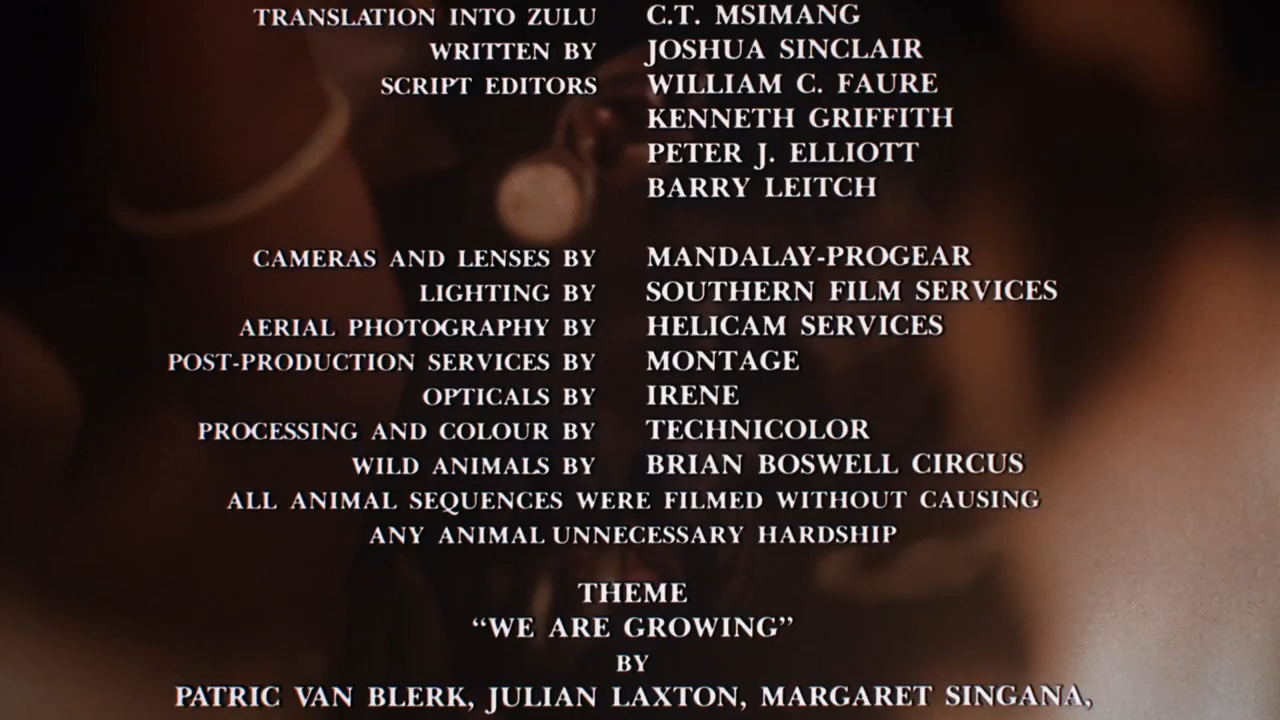 TRANSLATION INTO ZULU C.T. MSIMANG
WRITTEN BY JOSHUA SINCLAIR
SCRIPT EDITORS WILLIAM C. FAURE
KENNETH GRIFFITH
PETER J. ELLIOTT
BARRY LEITCH
CAMERAS AND LENSES BY MANDALAY-PROGEAR
LIGHTING BY SOUTHERN FILM SERVICES
AERIAL PHOTOGRAPHY BY HELICAM SERVICES
POST-PRODUCTION SERVICES BY MONTAGE
OPTICALS BY IRENE
PROCESSING AND COLOUR BY TECHNICOLOR
WILD ANIMALS BY BRIAN BOSWELL CIRCUS
ALL ANIMAL SEQUENCES WERE FILMED WITHOUT CAUSING
ANY ANIMAL UNNECESSARY HARDSHIP
THEME
“WE ARE GROWING”
BY
PATRIC VAN BLERK, JULIAN LAXTON, MARGARET SINGANA,